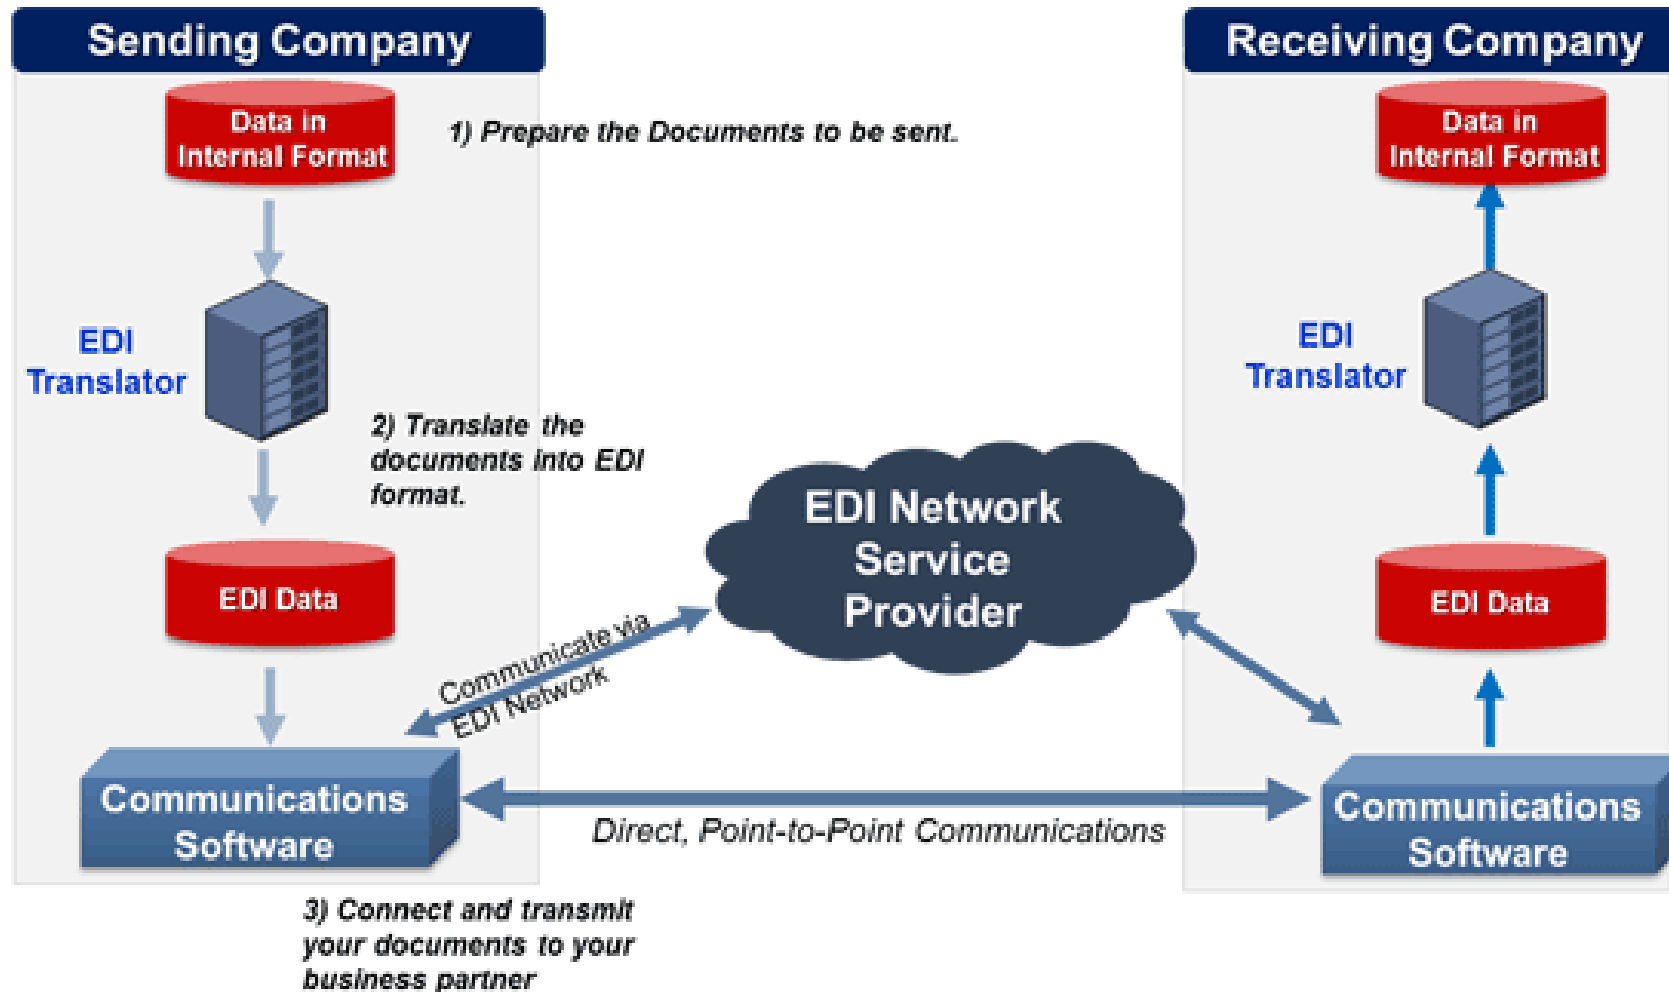 Sending Company
Data in
Internal Format
1) Prepare the Documents to be sent.
EDI
Translator
2) Translate the
documents into EDI
format.
EDI Data
Communicate via
EDI Network
Communications
Software
3) Connect and transmit
your documents to your
business partner
EDI Network
Service
Provider
Direct, Point-to-Point Communications
Receiving Company
Data in
Internal Format
EDI
Translator
EDI Data
Communications
Software